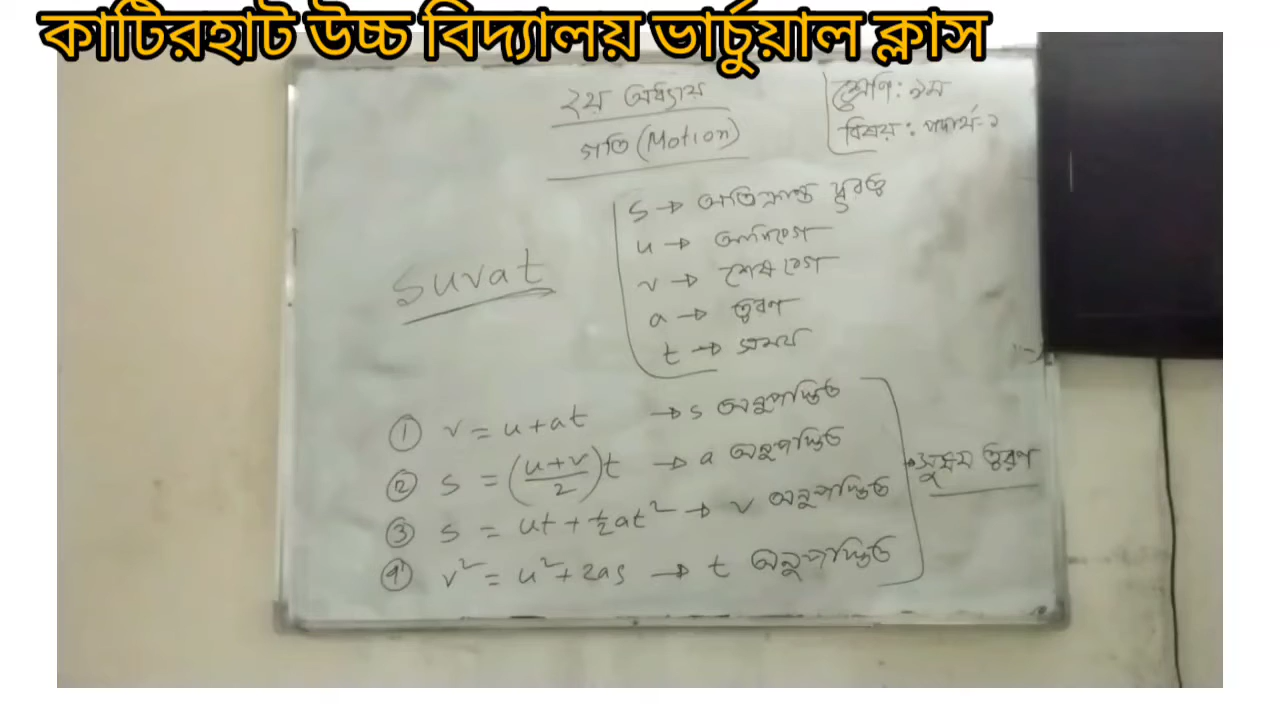 কাটিরহাট উচ্চ বিদ্যালয় ভার্চুয়াল ক্লাস
২য় অধ্যায়
গতি (Motion)
শ্রেণি: ৯ম
বিষয়: পদার্থ-১
s → অতিক্রান্ত দূরত্ব
u → আদিবেগ
v → শেষ বেগ
a → ত্বরণ
t → সময়
suvat
① v = u + at → s অনুপস্থিত
② s = (u+v/2)t → a অনুপস্থিত
③ s = ut + ½at² → v অনুপস্থিত
④ v² = u² + 2as → t অনুপস্থিত
সুষম ত্বরণ